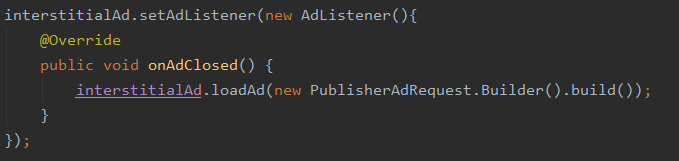 interstitialAd.setAdListener(new AdListener(){
    @Override
    public void onAdClosed() {
        interstitialAd.loadAd(new PublisherAdRequest.Builder().build());
    }
});